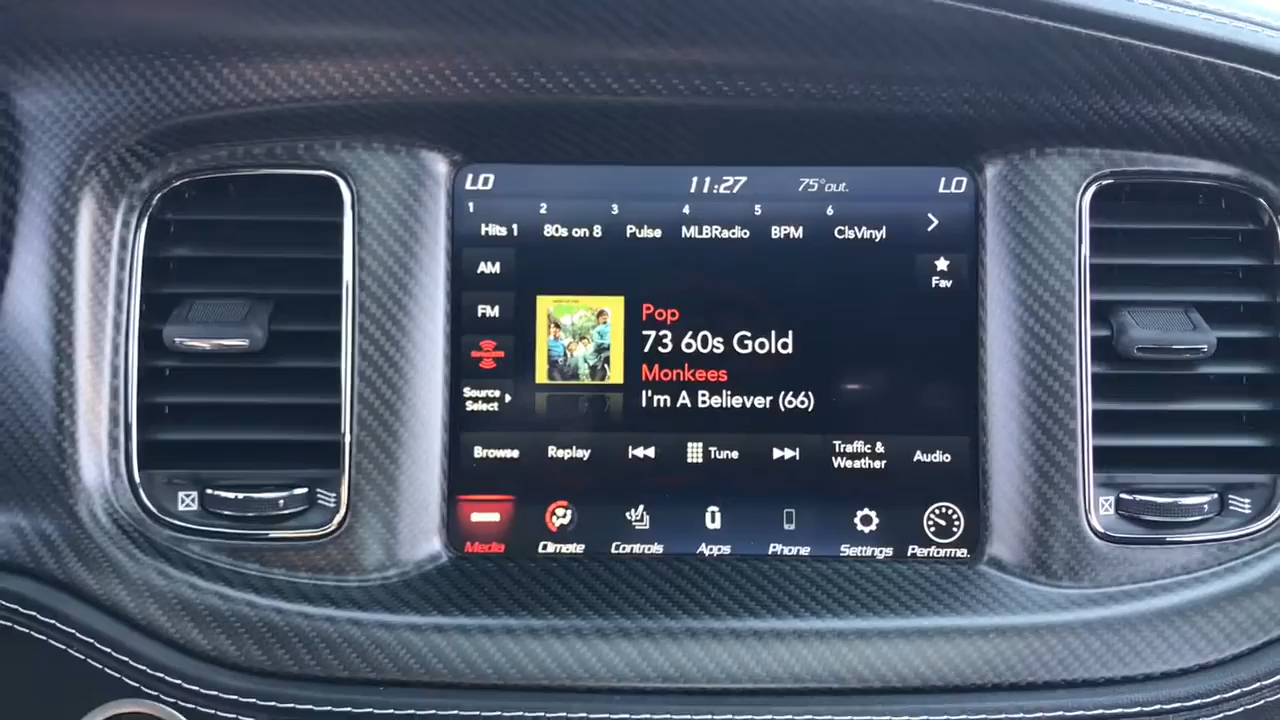 LO 11:27 75°out. LO
1 2 3 4 5 6
Hits 1 80s on 8 Pulse MLBRadio BPM ClsVinyl
AM
Fav
FM
Pop
73 60s Gold
Monkees
I'm A Believer (66)
Source
Select
Browse Replay Tune Traffic & Weather Audio
Media Climate Controls Apps Phone Settings Performa.